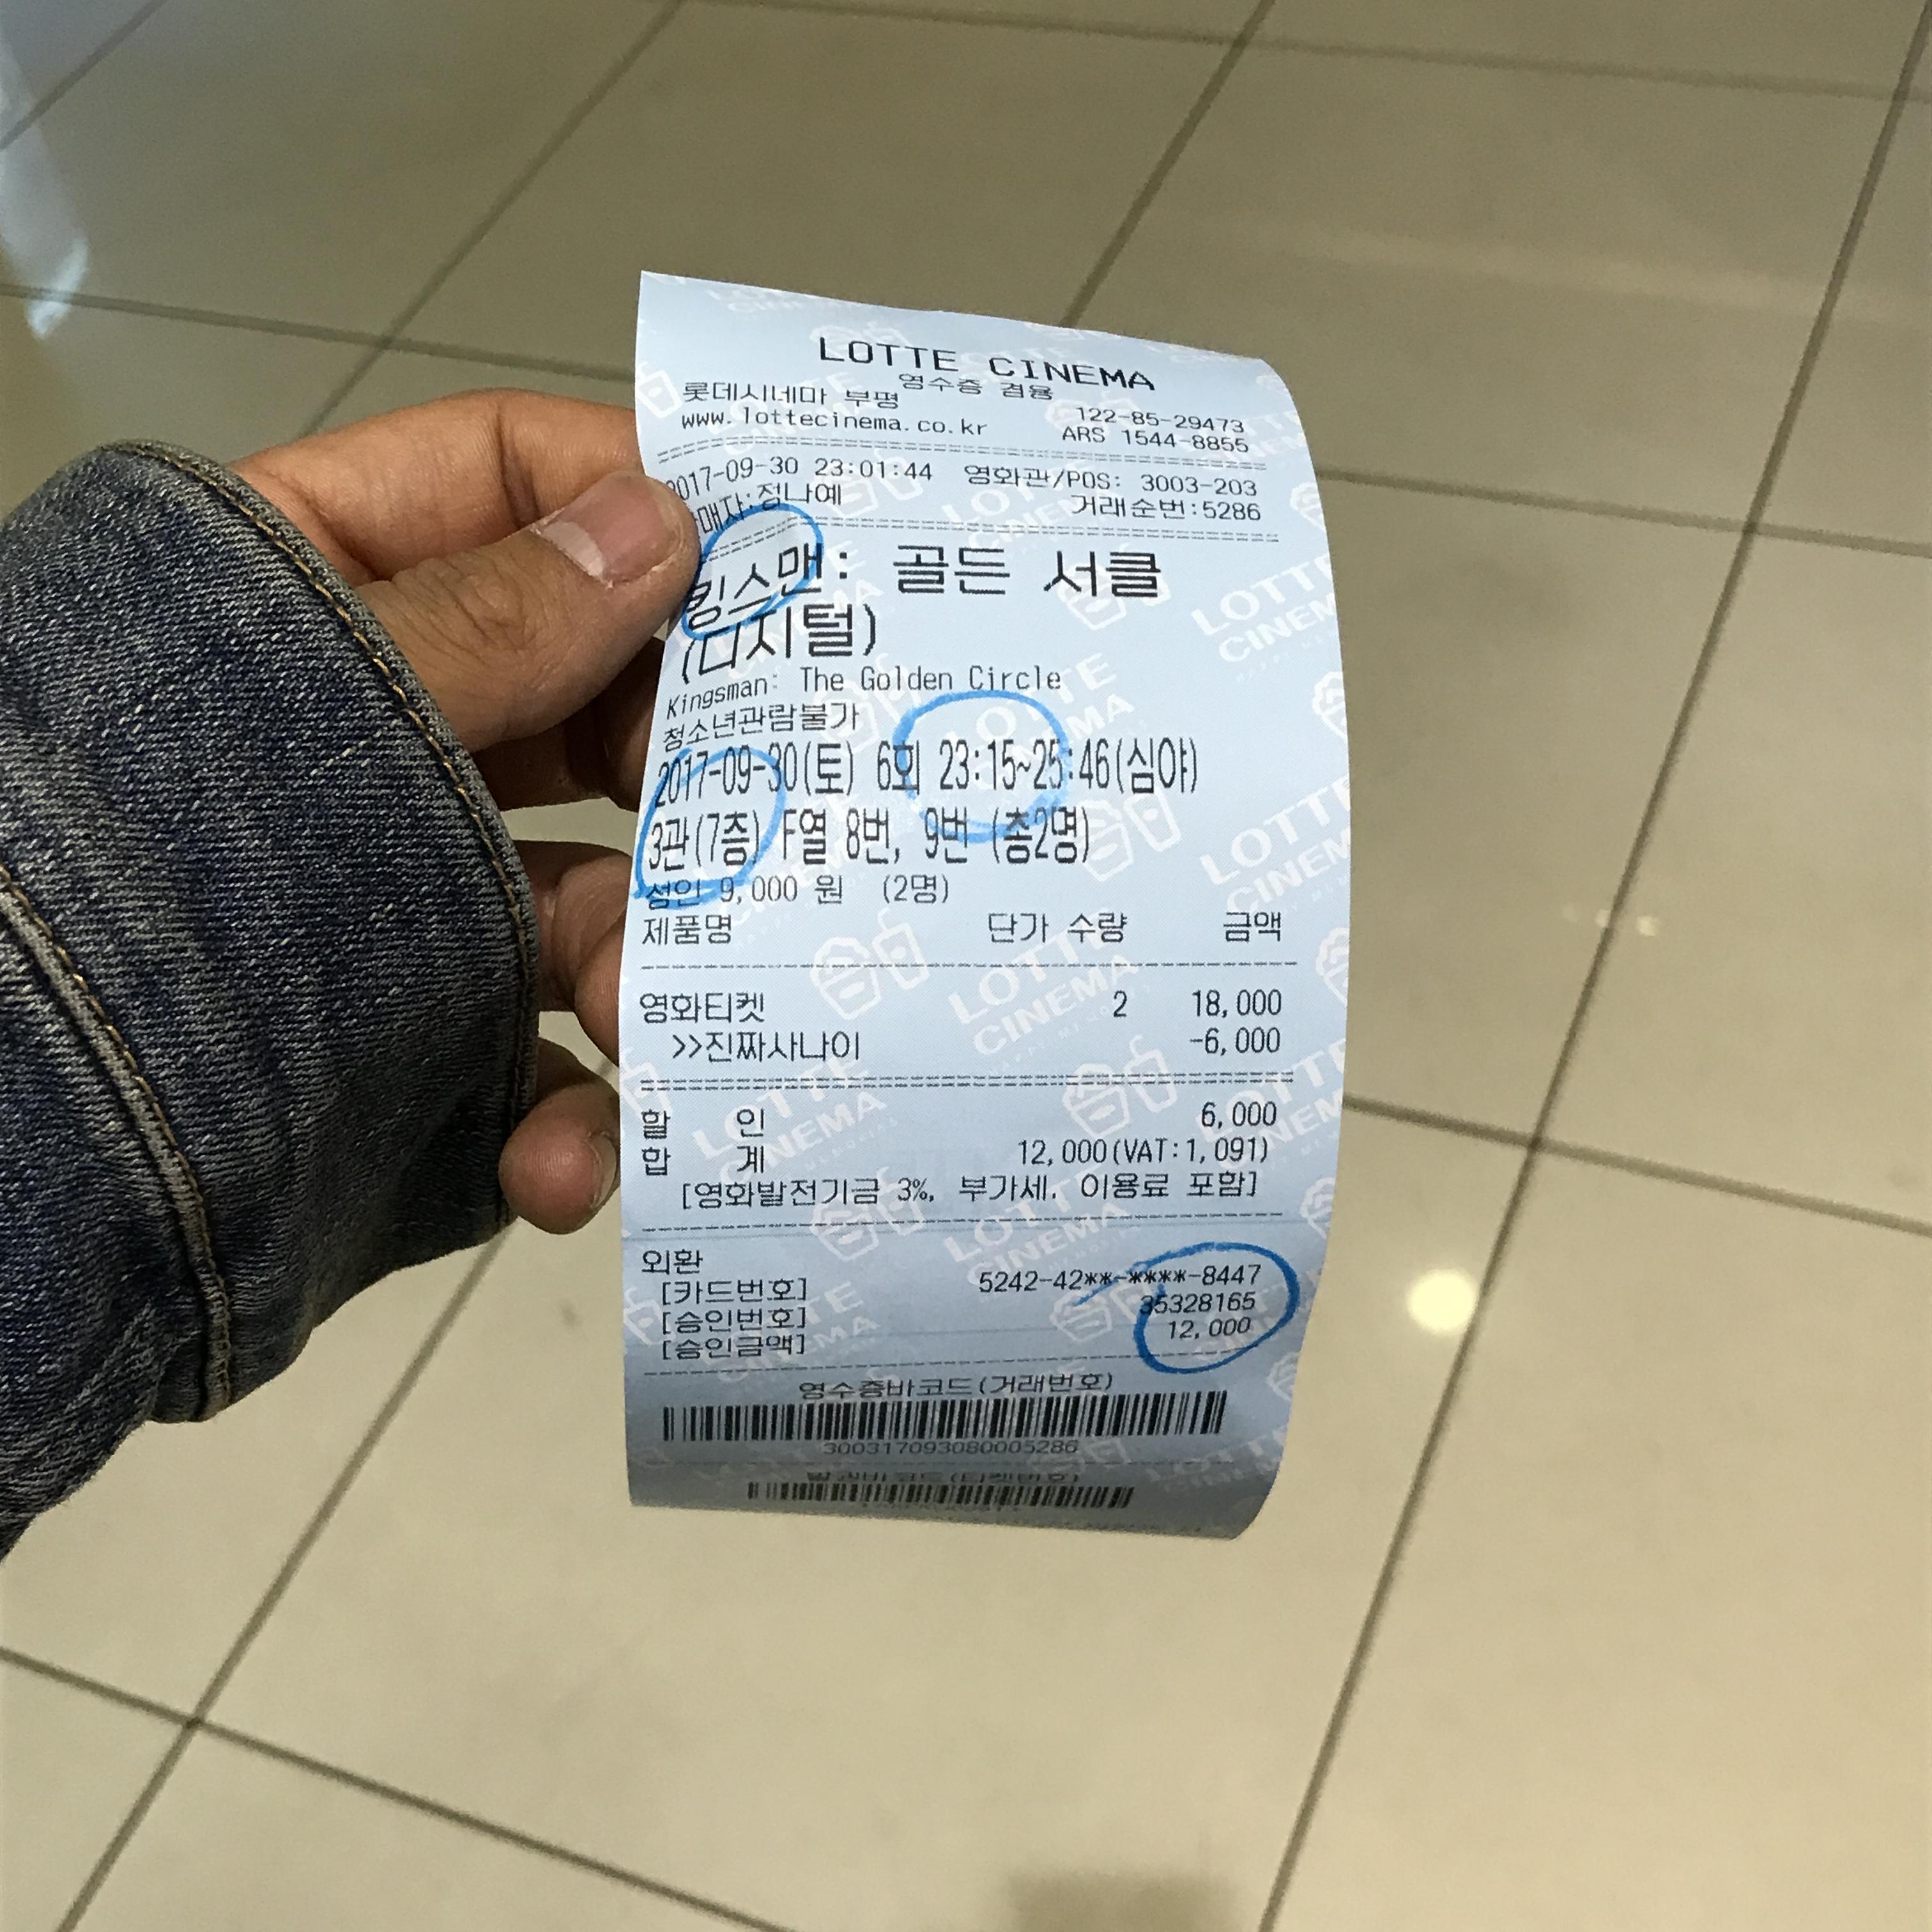 LOTTE CINEMA
영수증 겸용
롯데시네마 부평 122-85-29473
www.lottecinema.co.kr ARS 1544-8855
2017-09-30 23:01:44 영화관/POS: 3003-203
정나예 거래순번:5286
킹스맨: 골든 서클
(디지털)
Kingsman: The Golden Circle
청소년관람불가
2017-09-30(토) 6회 23:15~25:46(심야)
3관(7층) F열 8번, 9번 (총2명)
성인 9,000 원 (2명)
제품명 단가 수량 금액
영화티켓 2 18,000
>>진짜사나이 -6,000
할 인 6,000
합 계 12,000(VAT:1,091)
[영화발전기금 3%, 부가세, 이용료 포함]
외환
[카드번호] 5242-42**-****-8447
[승인번호] 35328165
[승인금액] 12,000
영수증바코드(거래번호)
300317093080005286